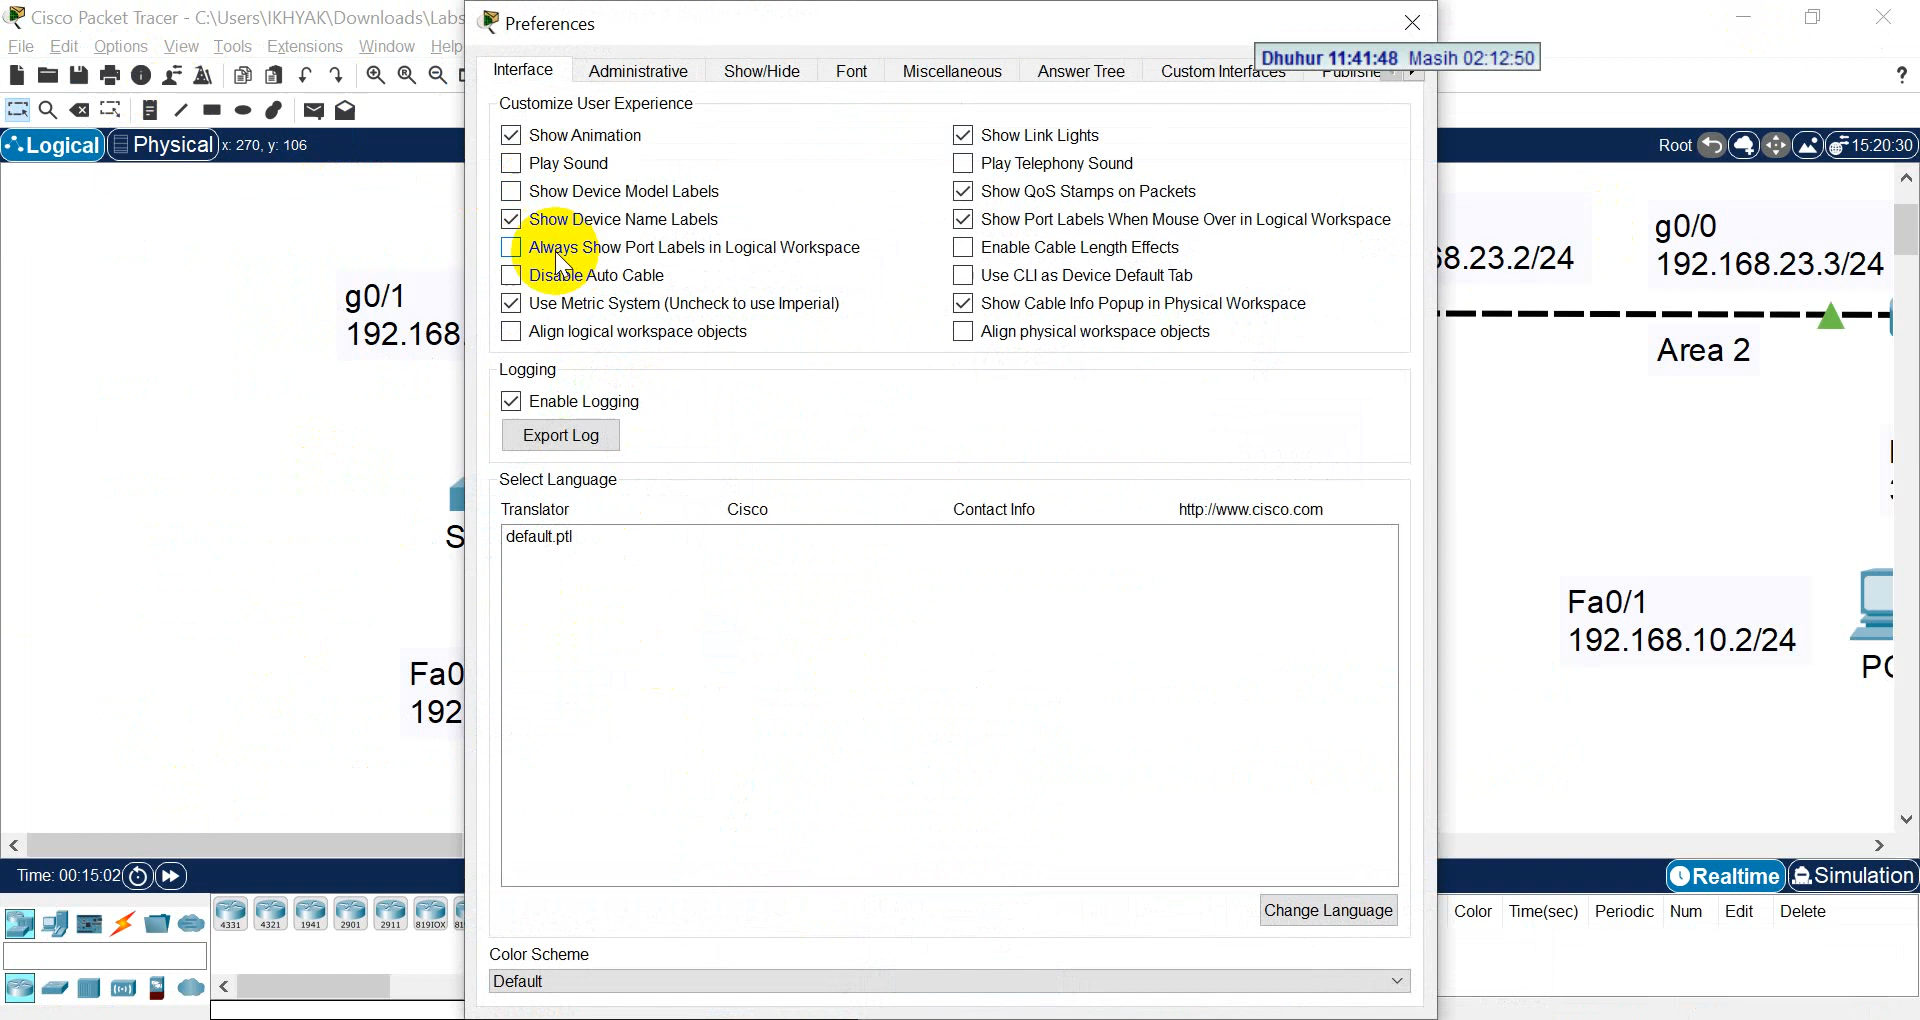 Cisco Packet Tracer - C:\Users\IKHYAK\Downloads\Labs
File Edit Options View Tools Extensions Window Help
Logical Physical x: 270, y: 106
g0/1
192.168.
S
Fa0
192
Time: 00:15:02
4331 4321 1941 2901 2911 819IOX 81
Preferences
Dhuhur 11:41:48 Masih 02:12:50
Interface Administrative Show/Hide Font Miscellaneous Answer Tree Custom Interfaces Publishe
Customize User Experience
Show Animation
Show Link Lights
Play Sound
Play Telephony Sound
Show Device Model Labels
Show QoS Stamps on Packets
Show Device Name Labels
Show Port Labels When Mouse Over in Logical Workspace
Always Show Port Labels in Logical Workspace
Enable Cable Length Effects
Disable Auto Cable
Use CLI as Device Default Tab
Use Metric System (Uncheck to use Imperial)
Show Cable Info Popup in Physical Workspace
Align logical workspace objects
Align physical workspace objects
Logging
Enable Logging
Export Log
Select Language
Translator Cisco Contact Info http://www.cisco.com
default.ptl
Change Language
Color Scheme
Default
?
Root 15:20:30
8.23.2/24
g0/0
192.168.23.3/24
Area 2
Fa0/1
192.168.10.2/24
Realtime Simulation
Color Time(sec) Periodic Num Edit Delete